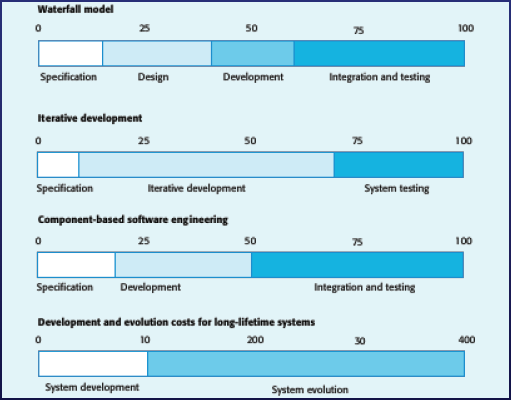 Waterfall model
0 25 50 75 100
Specification Design Development Integration and testing
Iterative development
0 25 50 75 100
Specification Iterative development System testing
Component-based software engineering
0 25 50 75 100
Specification Development Integration and testing
Development and evolution costs for long-lifetime systems
0 10 200 30 400
System development System evolution